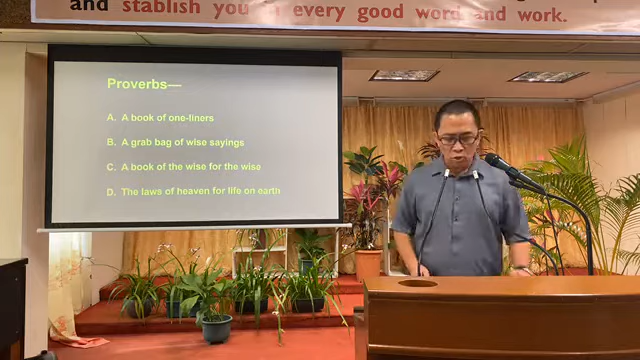 and stablish you in every good word and work.
Proverbs—
A. A book of one-liners
B. A grab bag of wise sayings
C. A book of the wise for the wise
D. The laws of heaven for life on earth